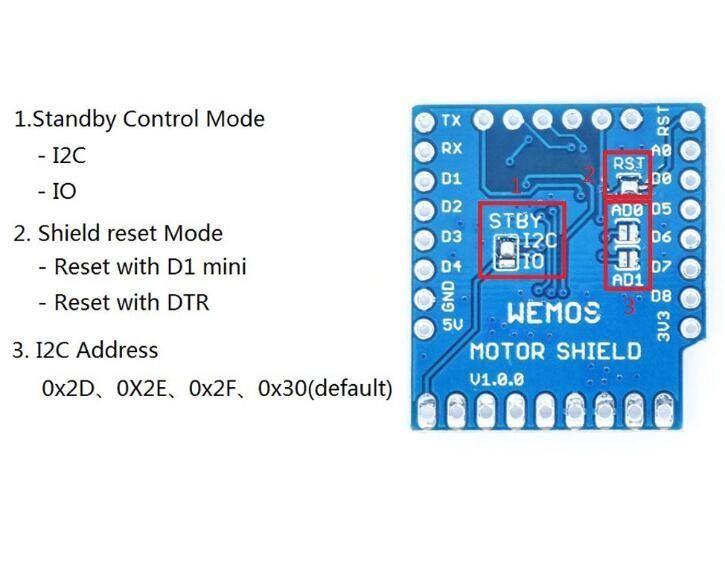 1.Standby Control Mode
- I2C
- IO
2. Shield reset Mode
- Reset with D1 mini
- Reset with DTR
3. I2C Address
0x2D、0X2E、0x2F、0x30(default)
TX
RX
D1
D2
D3
D4
GND
5V
RST
A0
D0
D5
D6
D7
D8
3V3
1
STBY
I2C
IO
2
RST
AD0
AD1
3
WEMOS
MOTOR SHIELD
V1.0.0